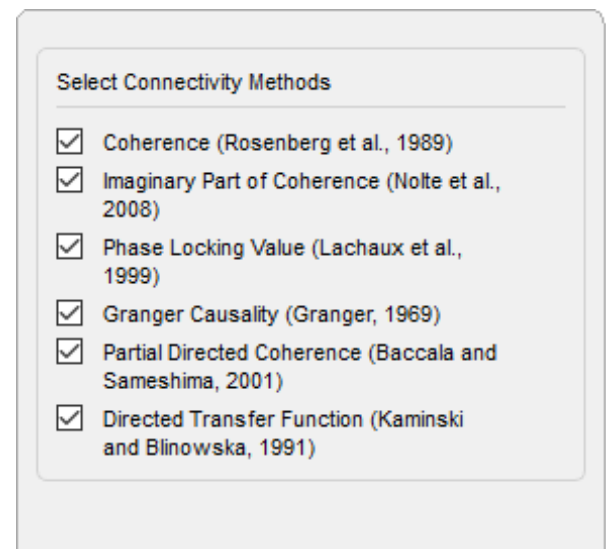 Select Connectivity Methods
Coherence (Rosenberg et al., 1989)
Imaginary Part of Coherence (Nolte et al.,
2008)
Phase Locking Value (Lachaux et al.,
1999)
Granger Causality (Granger, 1969)
Partial Directed Coherence (Baccala and
Sameshima, 2001)
Directed Transfer Function (Kaminski
and Blinowska, 1991)